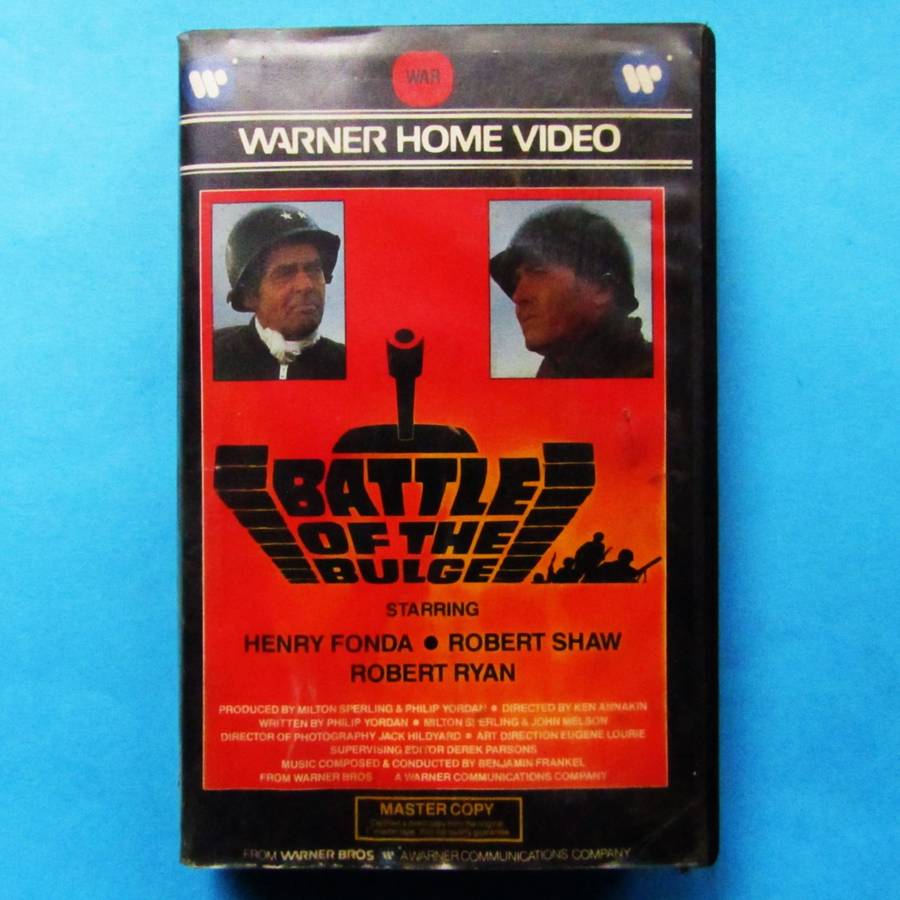 WAR
WARNER HOME VIDEO
BATTLE
OF THE
BULGE
STARRING
HENRY FONDA ● ROBERT SHAW
ROBERT RYAN
PRODUCED BY MILTON SPERLING & PHILIP YORDAN ● DIRECTED BY KEN ANNAKIN
WRITTEN BY PHILIP YORDAN ● MILTON SPERLING & JOHN MELSON
DIRECTOR OF PHOTOGRAPHY JACK HILDYARD ● ART DIRECTION EUGENE LOURIE
SUPERVISING EDITOR DEREK PARSONS
MUSIC COMPOSED & CONDUCTED BY BENJAMIN FRANKEL
FROM WARNER BROS A WARNER COMMUNICATIONS COMPANY
MASTER COPY
FROM WARNER BROS A WARNER COMMUNICATIONS COMPANY